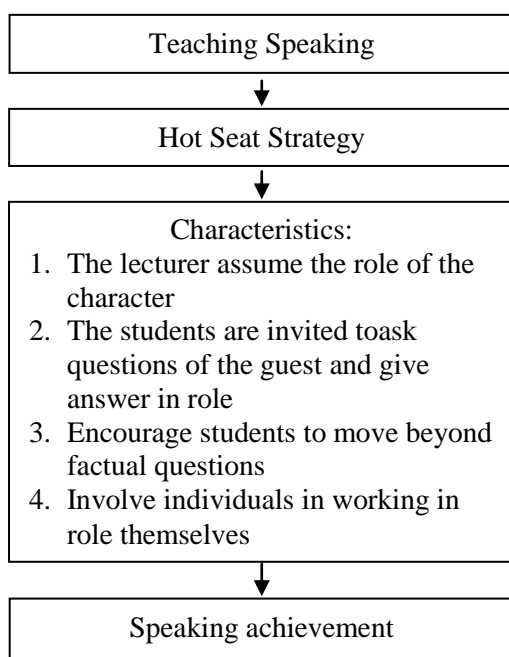 Teaching Speaking
Hot Seat Strategy
Characteristics:
1. The lecturer assume the role of the
character
2. The students are invited toask
questions of the guest and give
answer in role
3. Encourage students to move beyond
factual questions
4. Involve individuals in working in
role themselves
Speaking achievement